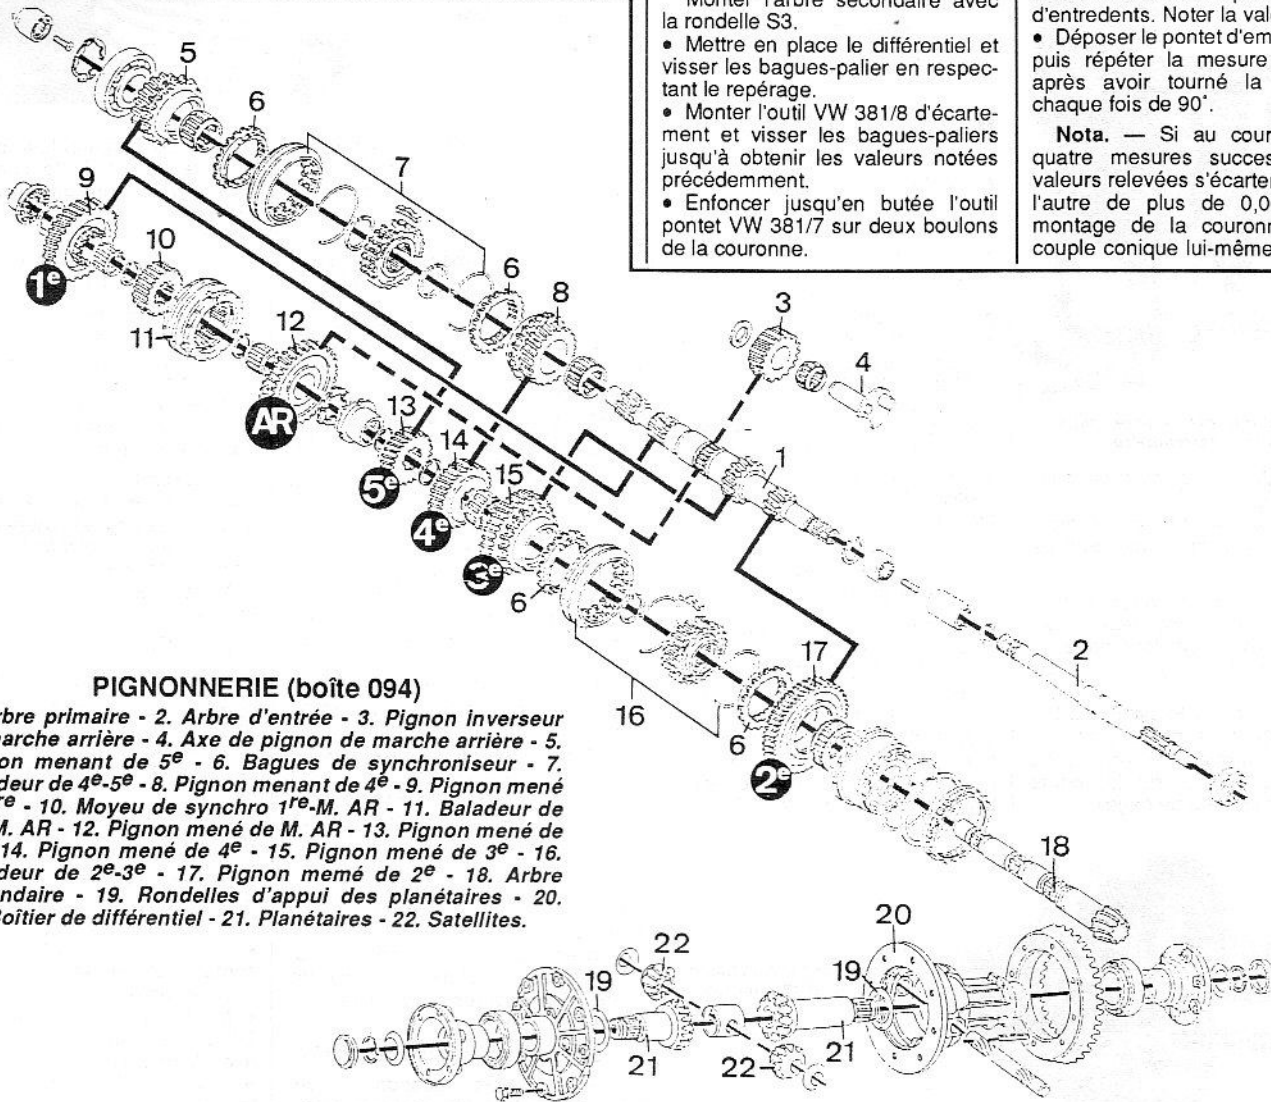 Monter l'arbre secondaire avec
la rondelle S3.
• Mettre en place le différentiel et
visser les bagues-palier en respec-
tant le repérage.
• Monter l'outil VW 381/8 d'écarte-
ment et visser les bagues-paliers
jusqu'à obtenir les valeurs notées
précédemment.
• Enfoncer jusqu'en butée l'outil
pontet VW 381/7 sur deux boulons
de la couronne.
d'entredents. Noter la val
• Déposer le pontet d'em
puis répéter la mesure
après avoir tourné la
chaque fois de 90°.
Nota. — Si au cour
quatre mesures succes
valeurs relevées s'écarter
l'autre de plus de 0,0
montage de la couronn
couple conique lui-même
5
6
7
9
10
1e
11
12
6
8
3
4
AR
13
14
15
5e
4e
3e
6
1
2
16
17
6
2e
18
PIGNONNERIE (boîte 094)
rbre primaire - 2. Arbre d'entrée - 3. Pignon inverseur
marche arrière - 4. Axe de pignon de marche arrière - 5.
on menant de 5e - 6. Bagues de synchroniseur - 7.
deur de 4e-5e - 8. Pignon menant de 4e - 9. Pignon mené
re - 10. Moyeu de synchro 1re-M. AR - 11. Baladeur de
M. AR - 12. Pignon mené de M. AR - 13. Pignon mené de
14. Pignon mené de 4e - 15. Pignon mené de 3e - 16.
deur de 2e-3e - 17. Pignon memé de 2e - 18. Arbre
ndaire - 19. Rondelles d'appui des planétaires - 20.
Boîtier de différentiel - 21. Planétaires - 22. Satellites.
20
22
19
19
21
22
21